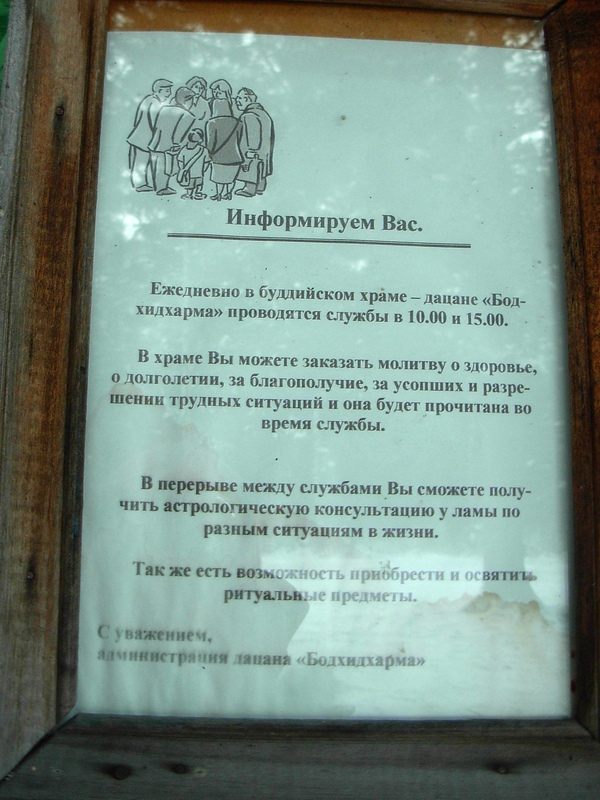 Информируем Вас.
Ежедневно в буддийском храме – дацане «Бод-
хидхарма» проводятся службы в 10.00 и 15.00.
В храме Вы можете заказать молитву о здоровье,
о долголетии, за благополучие, за усопших и разре-
шении трудных ситуаций и она будет прочитана во
время службы.
В перерыве между службами Вы сможете полу-
чить астрологическую консультацию у ламы по
разным ситуациям в жизни.
Так же есть возможность приобрести и освятить
ритуальные предметы.
С уважением,
администрация дацана «Бодхидхарма»